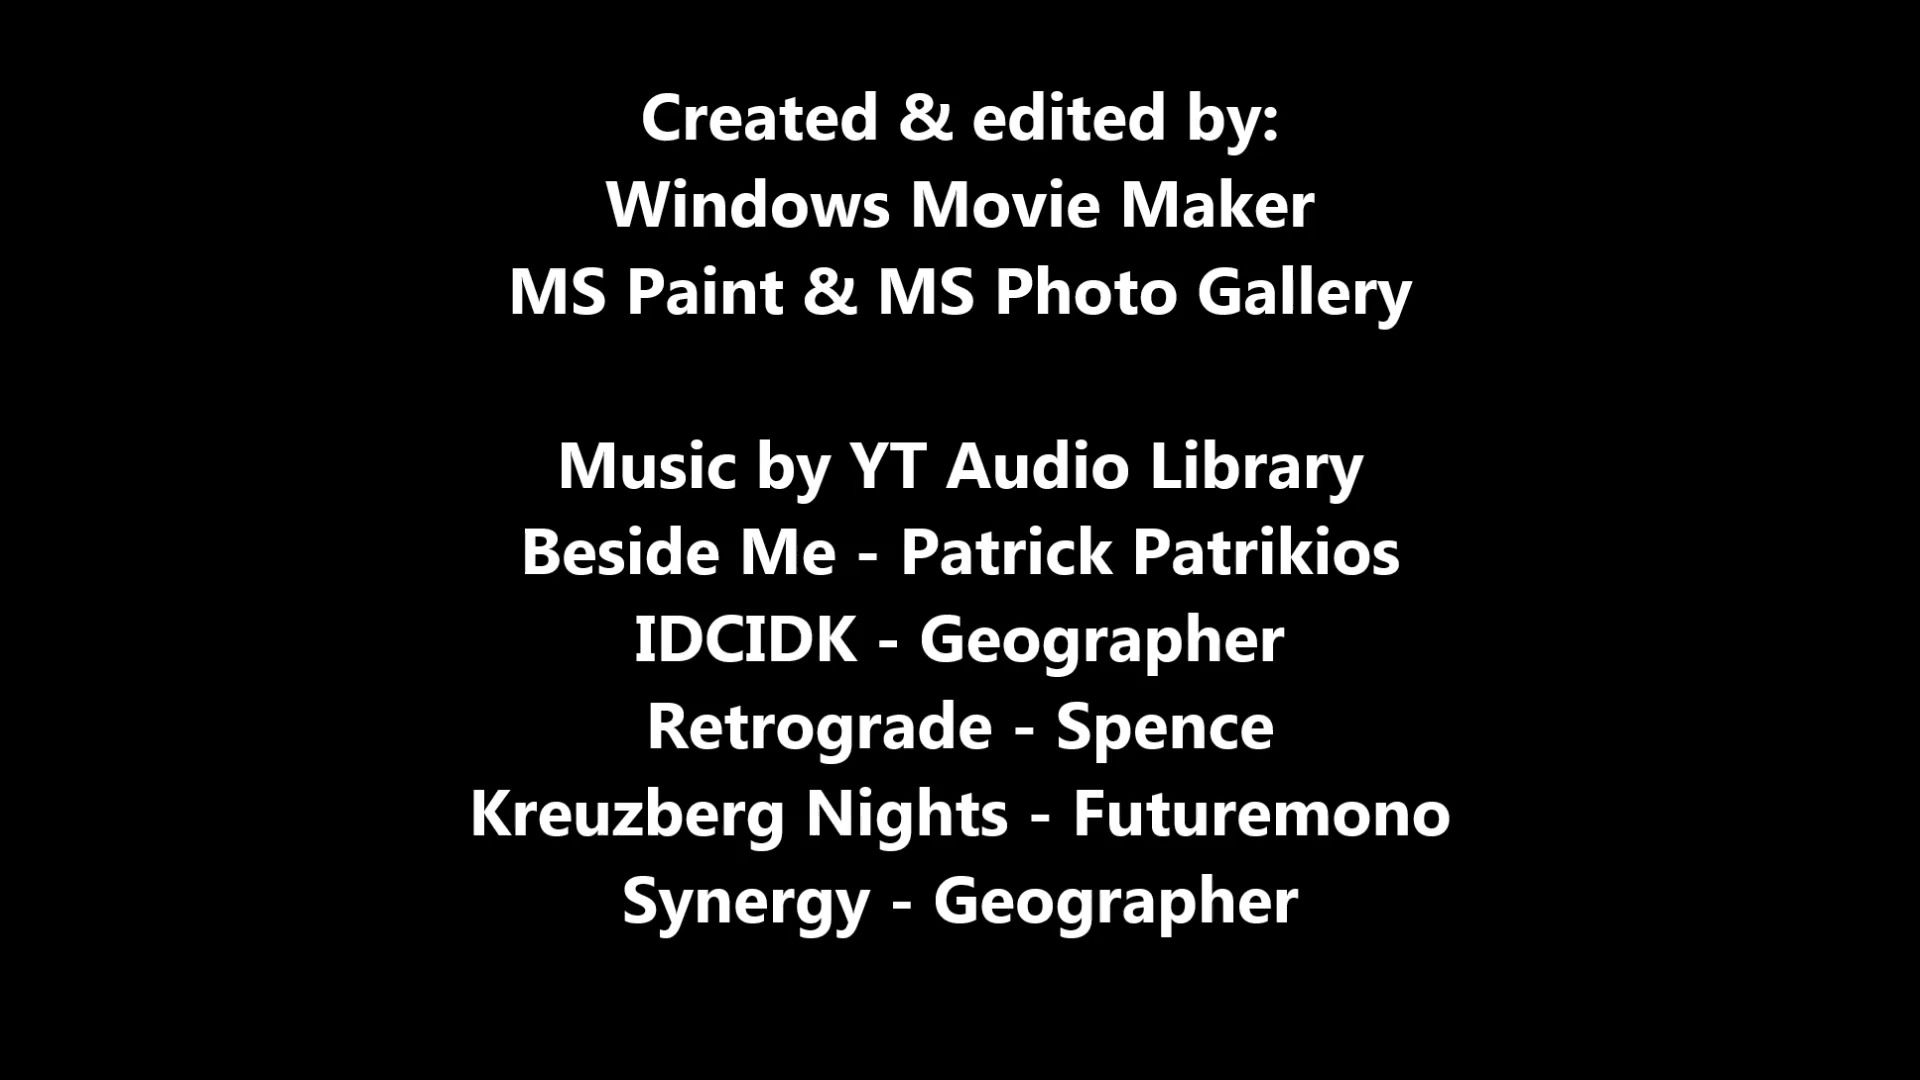 Created & edited by:
Windows Movie Maker
MS Paint & MS Photo Gallery
Music by YT Audio Library
Beside Me - Patrick Patrikios
IDCIDK - Geographer
Retrograde - Spence
Kreuzberg Nights - Futuremono
Synergy - Geographer